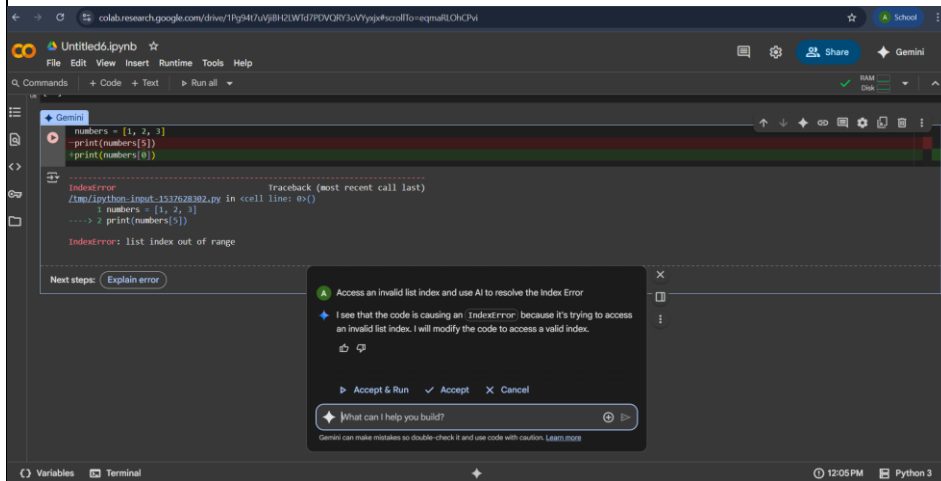 colab.research.google.com/drive/1Pg94t7uVjiBH2LWTd7PDVQRY3oVYyxjx#scrollTo=eqmaRLOhCPvi
A School
CO Untitled6.ipynb
File Edit View Insert Runtime Tools Help
Share Gemini
Commands + Code + Text Run all
RAM
Disk
Gemini
numbers = [1, 2, 3]
-print(numbers[5])
+print(numbers[0])
---------------------------------------------------------------------------
IndexError Traceback (most recent call last)
/tmp/ipython-input-1537628302.py in <cell line: 0>()
1 numbers = [1, 2, 3]
----> 2 print(numbers[5])
IndexError: list index out of range
Next steps: Explain error
A Access an invalid list index and use AI to resolve the Index Error
I see that the code is causing an IndexError because it's trying to access
an invalid list index. I will modify the code to access a valid index.
Accept & Run Accept Cancel
What can I help you build?
Gemini can make mistakes so double-check it and use code with caution. Learn more
Variables Terminal 12:05 PM Python 3